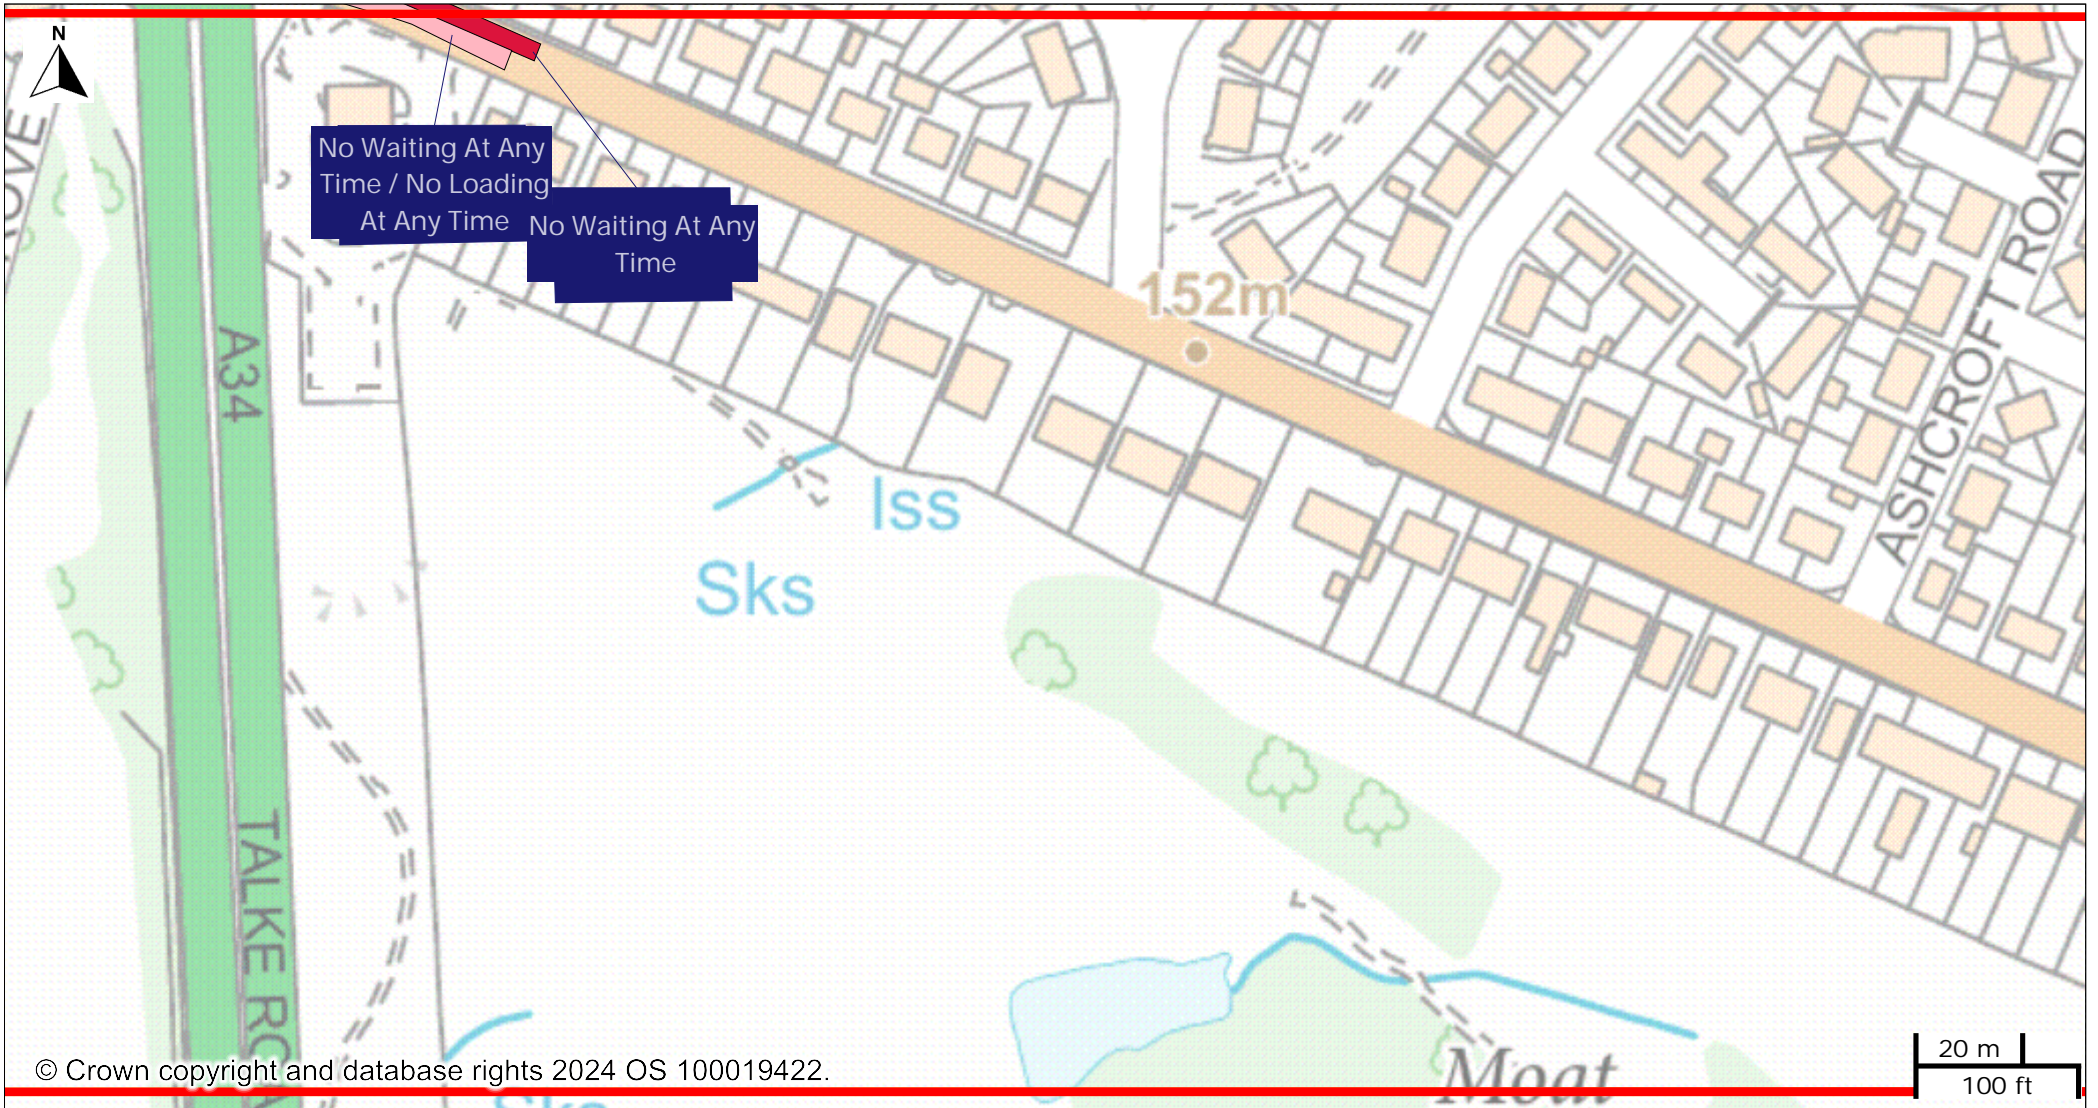 N
No Waiting At Any
Time / No Loading
At Any Time
No Waiting At Any
Time
152m
A34
ASHCROFT ROAD
Iss
Sks
TALKE
Moat
20 m
100 ft
© Crown copyright and database rights 2024 OS 100019422.